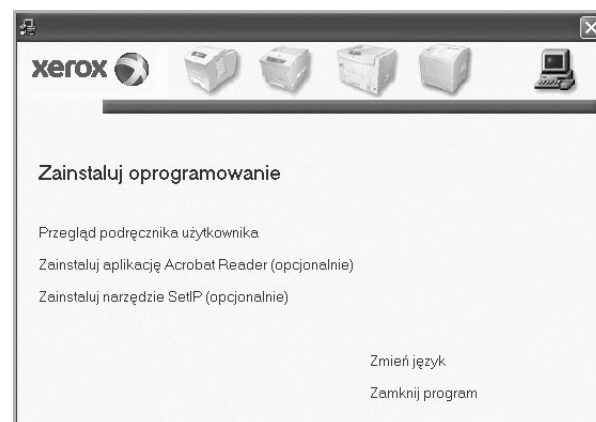 xerox
Zainstaluj oprogramowanie
Przegląd podręcznika użytkownika
Zainstaluj aplikację Acrobat Reader (opcjonalnie)
Zainstaluj narzędzie SetIP (opcjonalnie)
Zmień język
Zamknij program